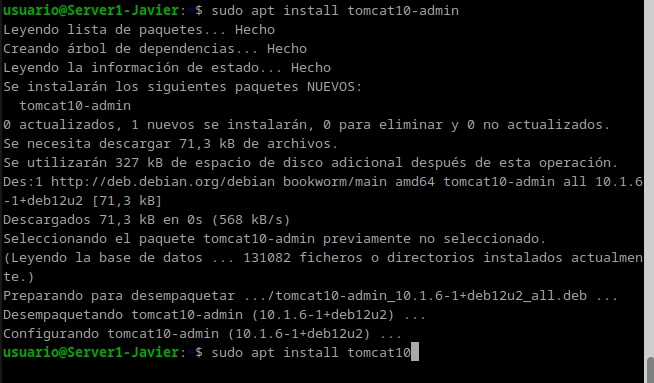 usuario@Server1-Javier:~$ sudo apt install tomcat10-admin
Leyendo lista de paquetes... Hecho
Creando árbol de dependencias... Hecho
Leyendo la información de estado... Hecho
Se instalarán los siguientes paquetes NUEVOS:
  tomcat10-admin
0 actualizados, 1 nuevos se instalarán, 0 para eliminar y 0 no actualizados.
Se necesita descargar 71,3 kB de archivos.
Se utilizarán 327 kB de espacio de disco adicional después de esta operación.
Des:1 http://deb.debian.org/debian bookworm/main amd64 tomcat10-admin all 10.1.6
-1+deb12u2 [71,3 kB]
Descargados 71,3 kB en 0s (568 kB/s)
Seleccionando el paquete tomcat10-admin previamente no seleccionado.
(Leyendo la base de datos ... 131082 ficheros o directorios instalados actualmen
te.)
Preparando para desempaquetar .../tomcat10-admin_10.1.6-1+deb12u2_all.deb ...
Desempaquetando tomcat10-admin (10.1.6-1+deb12u2) ...
Configurando tomcat10-admin (10.1.6-1+deb12u2) ...
usuario@Server1-Javier:~$ sudo apt install tomcat10